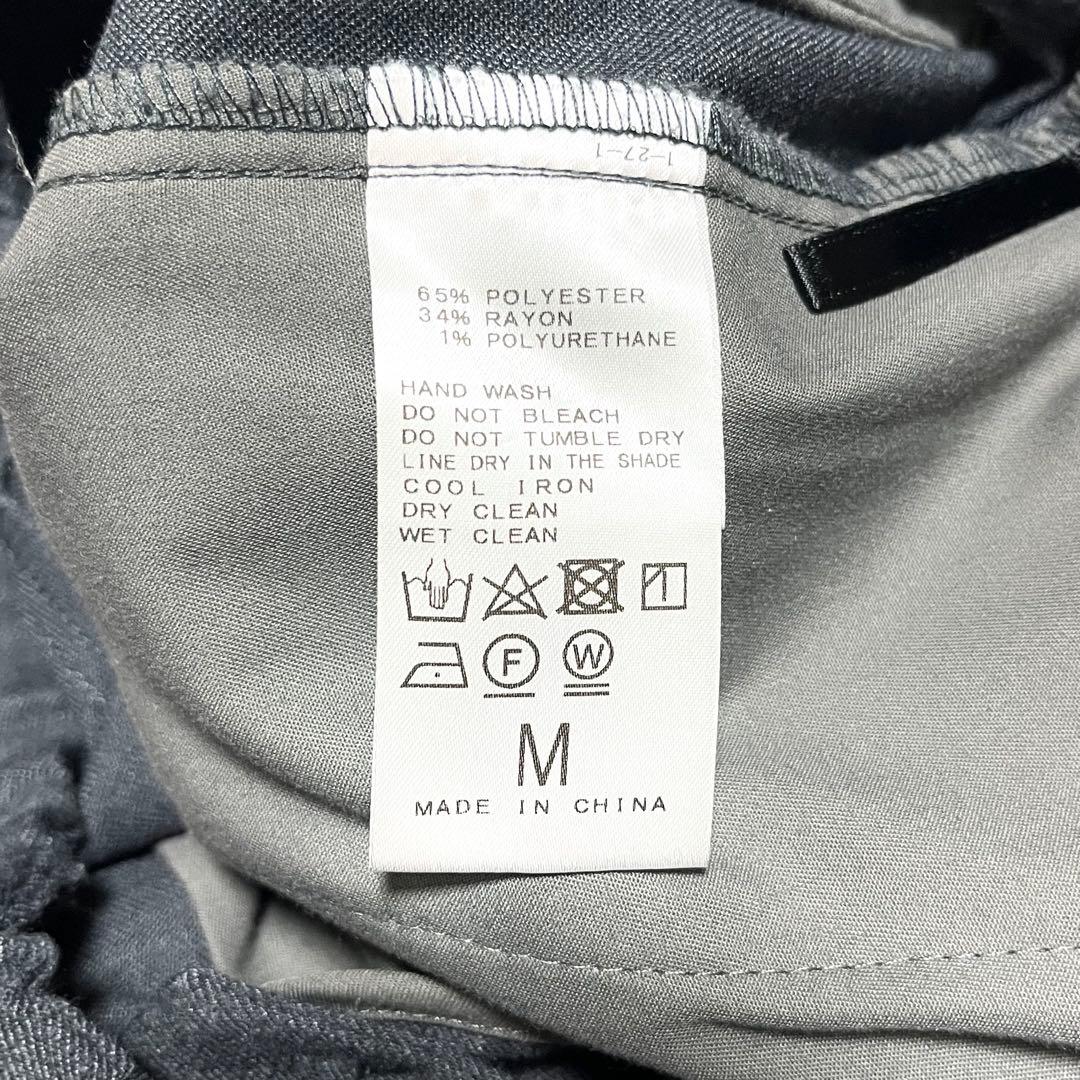 1-27-1
65% POLYESTER
34% RAYON
1% POLYURETHANE
HAND WASH
DO NOT BLEACH
DO NOT TUMBLE DRY
LINE DRY IN THE SHADE
COOL IRON
DRY CLEAN
WET CLEAN
F W
M
MADE IN CHINA